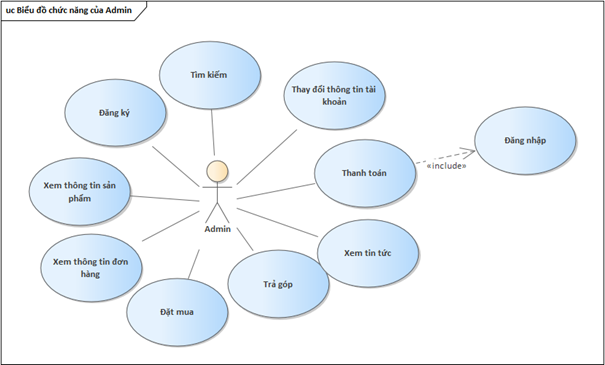 uc Biểu đồ chức năng của Admin
Tìm kiếm
Thay đổi thông tin tài
khoản
Đăng ký
Đăng nhập
«include»
Thanh toán
Xem thông tin sản
phẩm
Admin
Xem tin tức
Xem thông tin đơn
hàng
Trả góp
Đặt mua